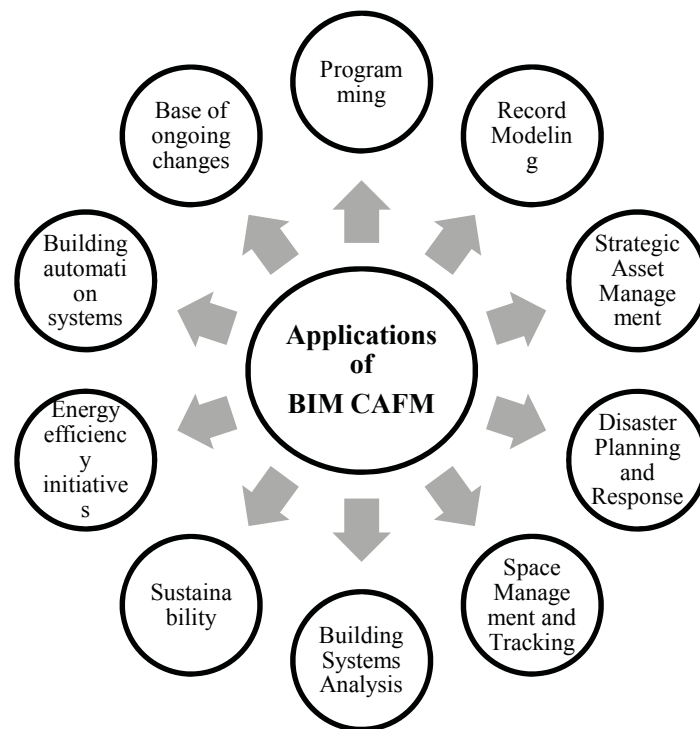 Program
ming
Record
Modelin
g
Strategic
Asset
Manage
ment
Disaster
Planning
and
Response
Space
Manage
ment and
Tracking
Building
Systems
Analysis
Sustaina
bility
Energy
efficienc
y
initiative
s
Building
automati
on
systems
Base of
ongoing
changes
Applications
of
BIM CAFM